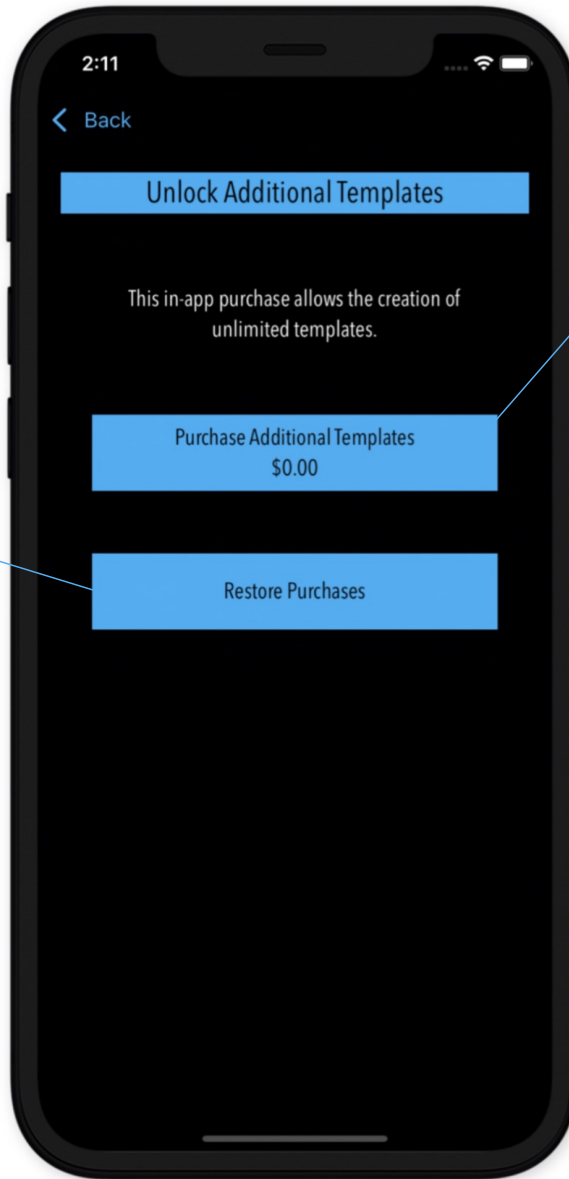 2:11
Back
Unlock Additional Templates
This in-app purchase allows the creation of
unlimited templates.
Purchase Additional Templates
$0.00
Restore Purchases